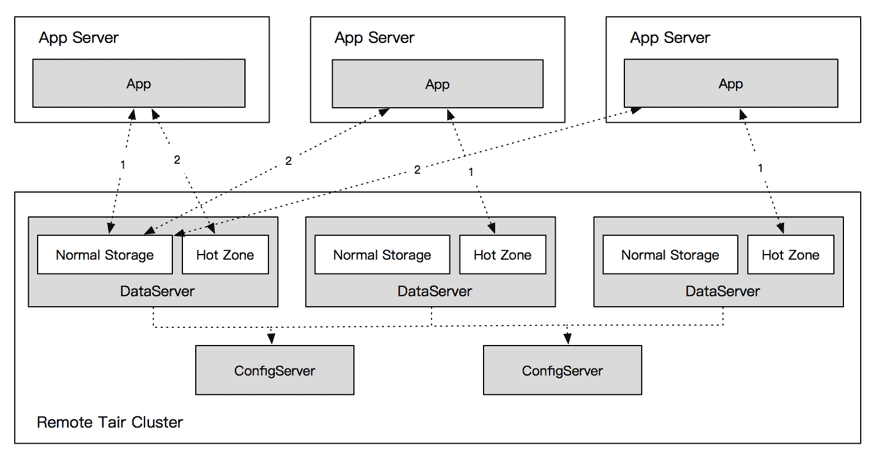 App Server
App Server
App Server
App
App
App
1
2
2
1
2
1
Normal Storage
Hot Zone
DataServer
Normal Storage
Hot Zone
DataServer
Normal Storage
Hot Zone
DataServer
ConfigServer
ConfigServer
Remote Tair Cluster